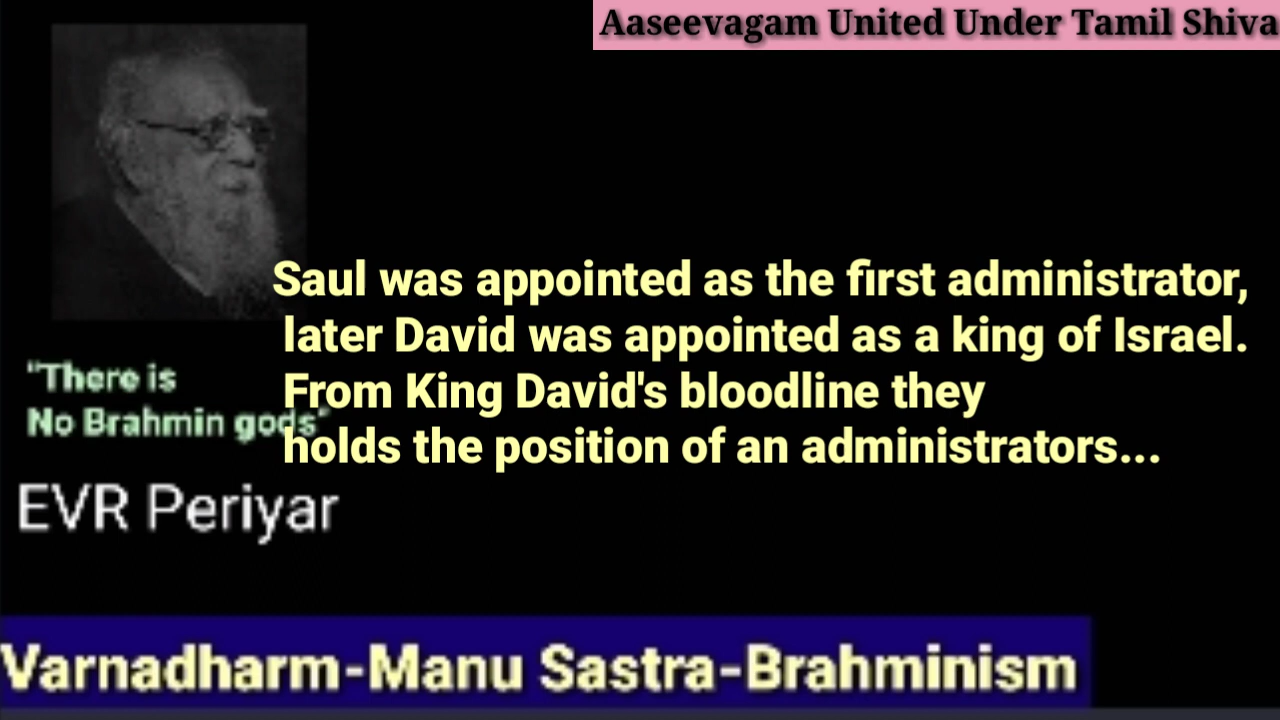 Aaseevagam United Under Tamil Shiva
Saul was appointed as the first administrator,
later David was appointed as a king of Israel.
From King David's bloodline they
holds the position of an administrators...
"There is
No Brahmin gods"
EVR Periyar
Varnadharm-Manu Sastra-Brahminism